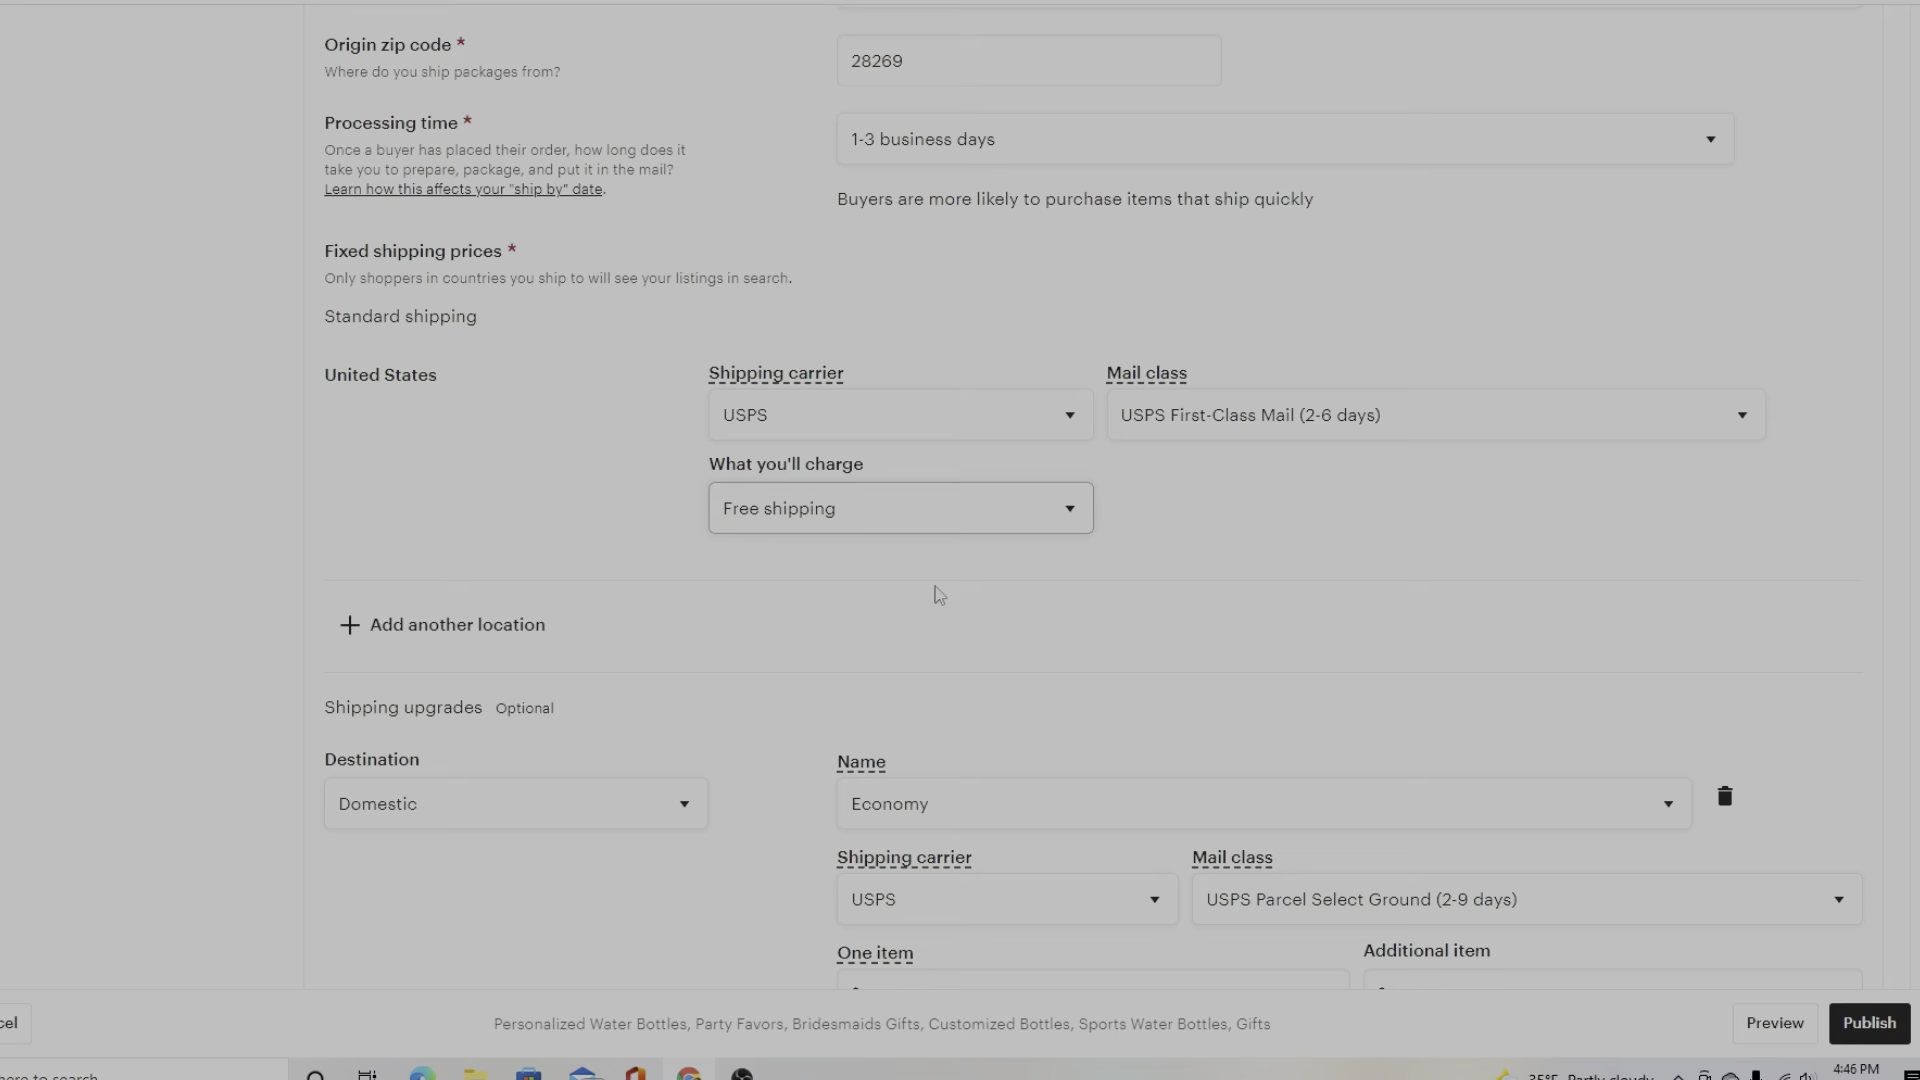 Origin zip code *
Where do you ship packages from?
28269
Processing time *
Once a buyer has placed their order, how long does it
take you to prepare, package, and put it in the mail?
Learn how this affects your "ship by" date.
1-3 business days
Buyers are more likely to purchase items that ship quickly
Fixed shipping prices *
Only shoppers in countries you ship to will see your listings in search.
Standard shipping
United States
Shipping carrier
Mail class
USPS
USPS First-Class Mail (2-6 days)
What you'll charge
Free shipping
Add another location
Shipping upgrades Optional
Destination
Name
Domestic
Economy
Shipping carrier
Mail class
USPS
USPS Parcel Select Ground (2-9 days)
One item
Additional item
cel
Personalized Water Bottles, Party Favors, Bridesmaids Gifts, Customized Bottles, Sports Water Bottles, Gifts
Preview
Publish
here to search
35°F Partly cloudy
4:46 PM